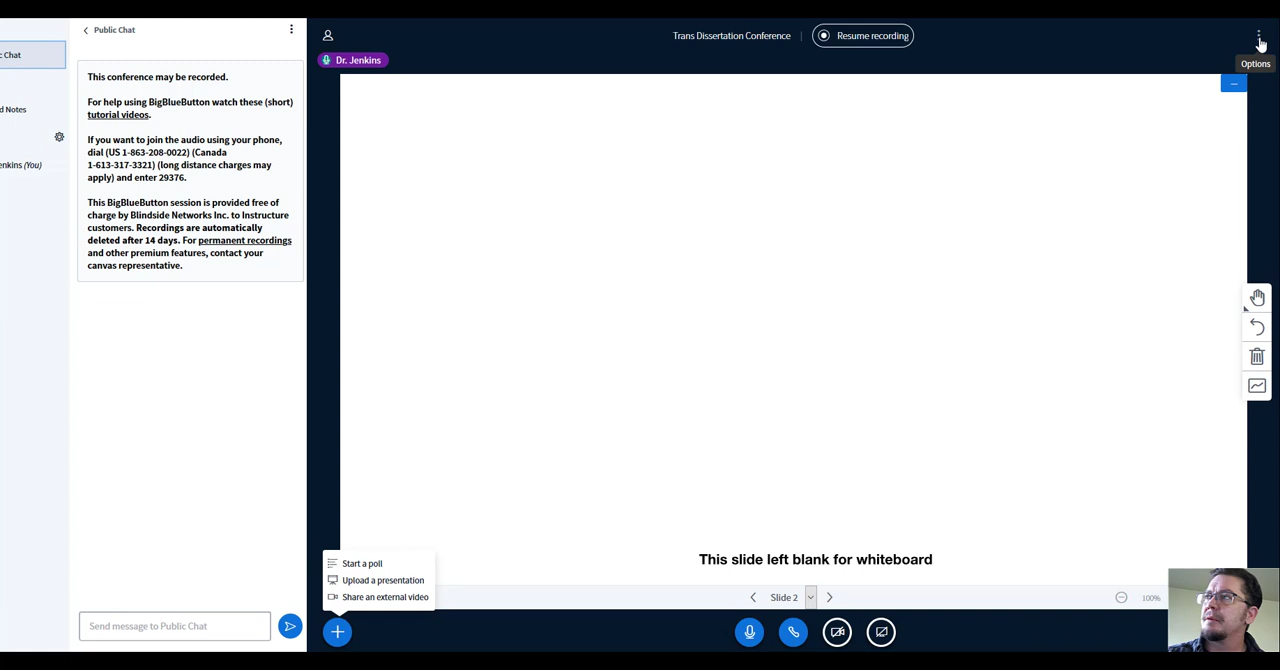 Public Chat
c Chat
This conference may be recorded.
For help using BigBlueButton watch these (short)
tutorial videos.
If you want to join the audio using your phone,
dial (US 1-863-208-0022) (Canada
1-613-317-3321) (long distance charges may
apply) and enter 29376.
This BigBlueButton session is provided free of
charge by Blindside Networks Inc. to Instructure
customers. Recordings are automatically
deleted after 14 days. For permanent recordings
and other premium features, contact your
canvas representative.
d Notes
enkins (You)
Send message to Public Chat
Trans Dissertation Conference
Resume recording
Options
Dr. Jenkins
This slide left blank for whiteboard
Start a poll
Upload a presentation
Share an external video
Slide 2
100%